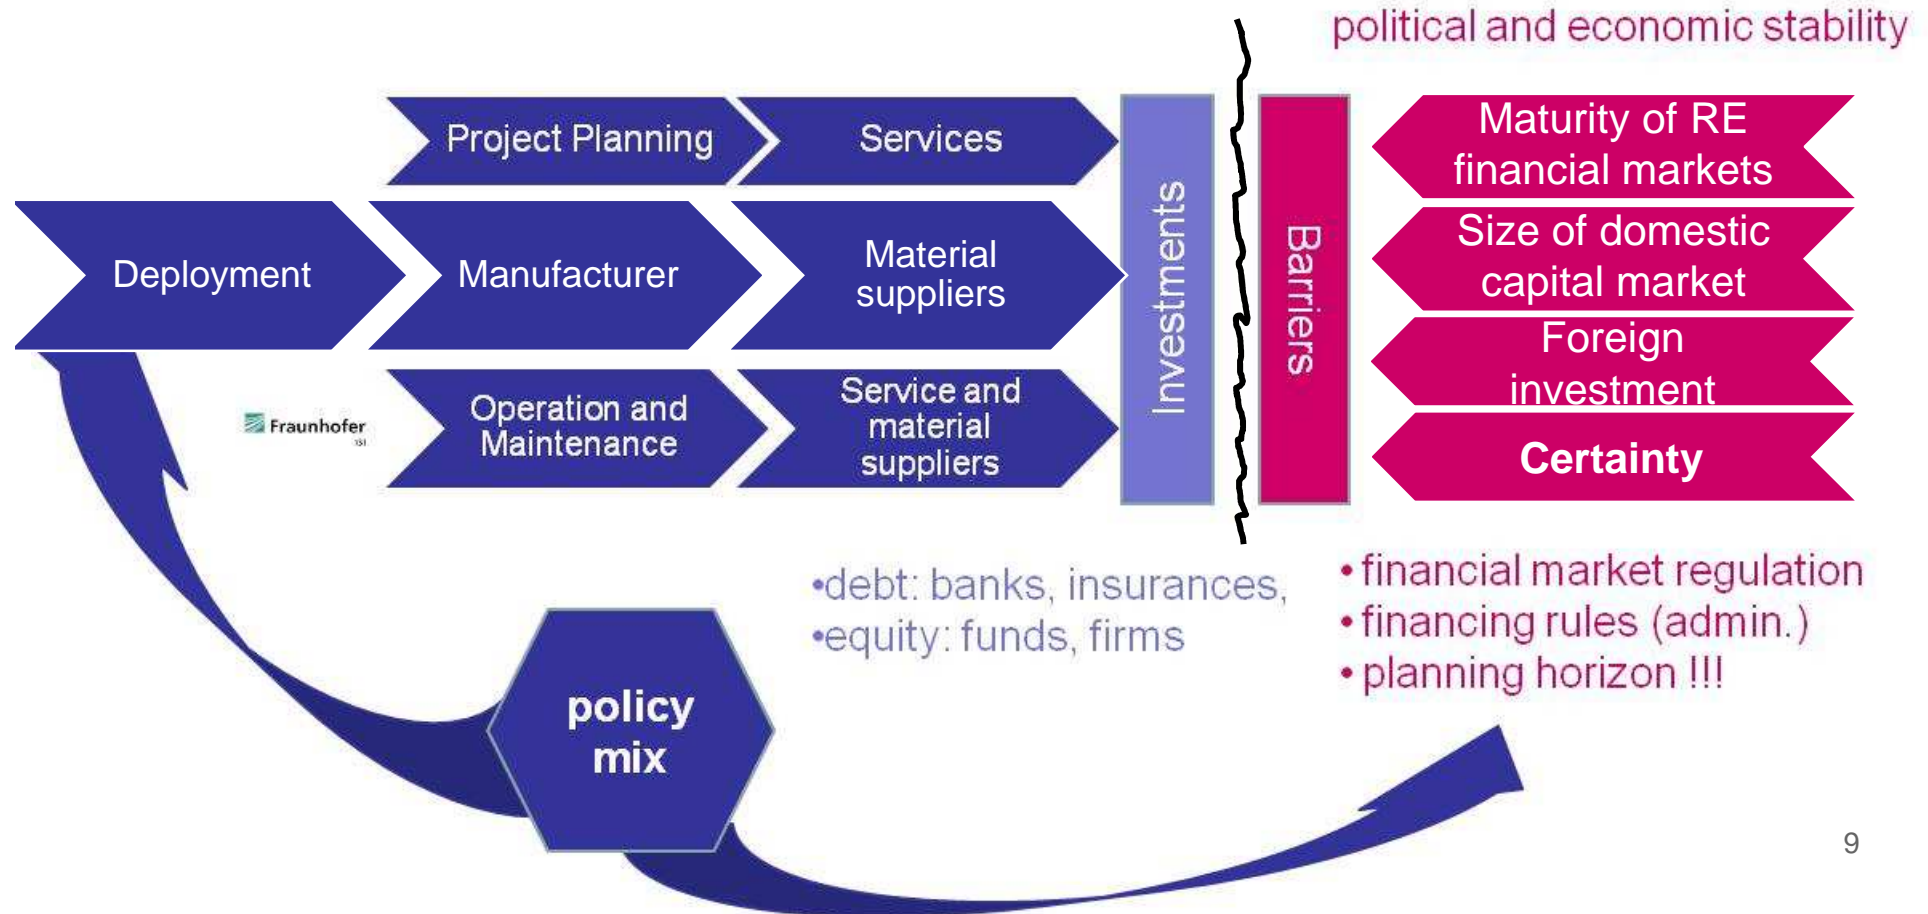 political and economic stability
Project Planning
Services
Deployment
Manufacturer
Material
suppliers
Fraunhofer
ISI
Operation and
Maintenance
Service and
material
suppliers
Investments
Barriers
Maturity of RE
financial markets
Size of domestic
capital market
Foreign
investment
Certainty
•debt: banks, insurances,
•equity: funds, firms
• financial market regulation
• financing rules (admin.)
• planning horizon !!!
policy
mix
9